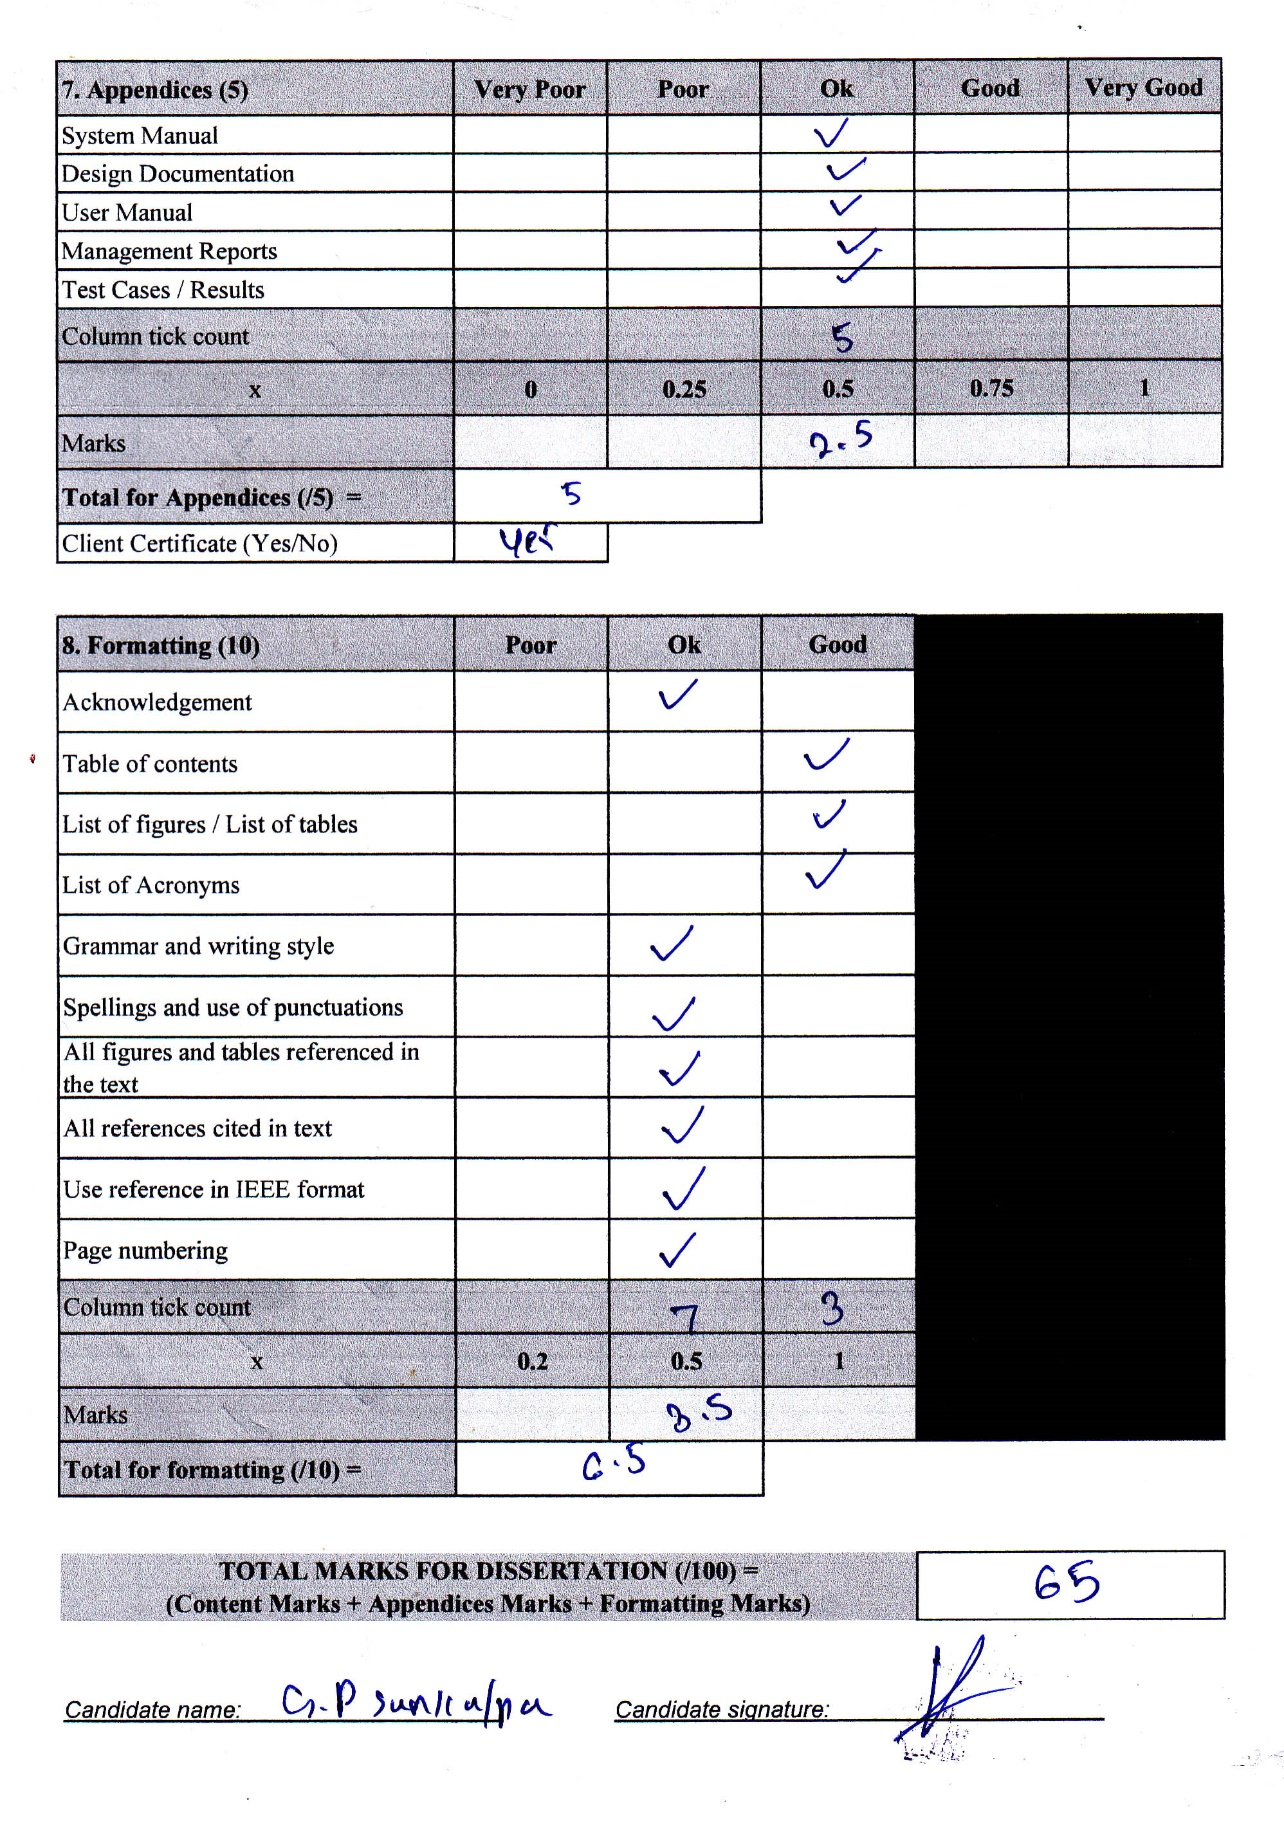 7. Appendices (5) Very Poor Poor Ok Good Very Good
System Manual ✓
Design Documentation ✓
User Manual ✓
Management Reports ✓
Test Cases / Results ✓
Column tick count 5
x 0 0.25 0.5 0.75 1
Marks 2.5
Total for Appendices (/5) = 5
Client Certificate (Yes/No) yes
8. Formatting (10) Poor Ok Good
Acknowledgement ✓
Table of contents ✓
List of figures / List of tables ✓
List of Acronyms ✓
Grammar and writing style ✓
Spellings and use of punctuations ✓
All figures and tables referenced in
the text ✓
All references cited in text ✓
Use reference in IEEE format ✓
Page numbering ✓
Column tick count 7 3
x 0.2 0.5 1
Marks 3.5
Total for formatting (/10) = 6.5
TOTAL MARKS FOR DISSERTATION (/100) = 65
(Content Marks + Appendices Marks + Formatting Marks)
Candidate name: G.P sankalpa Candidate signature: